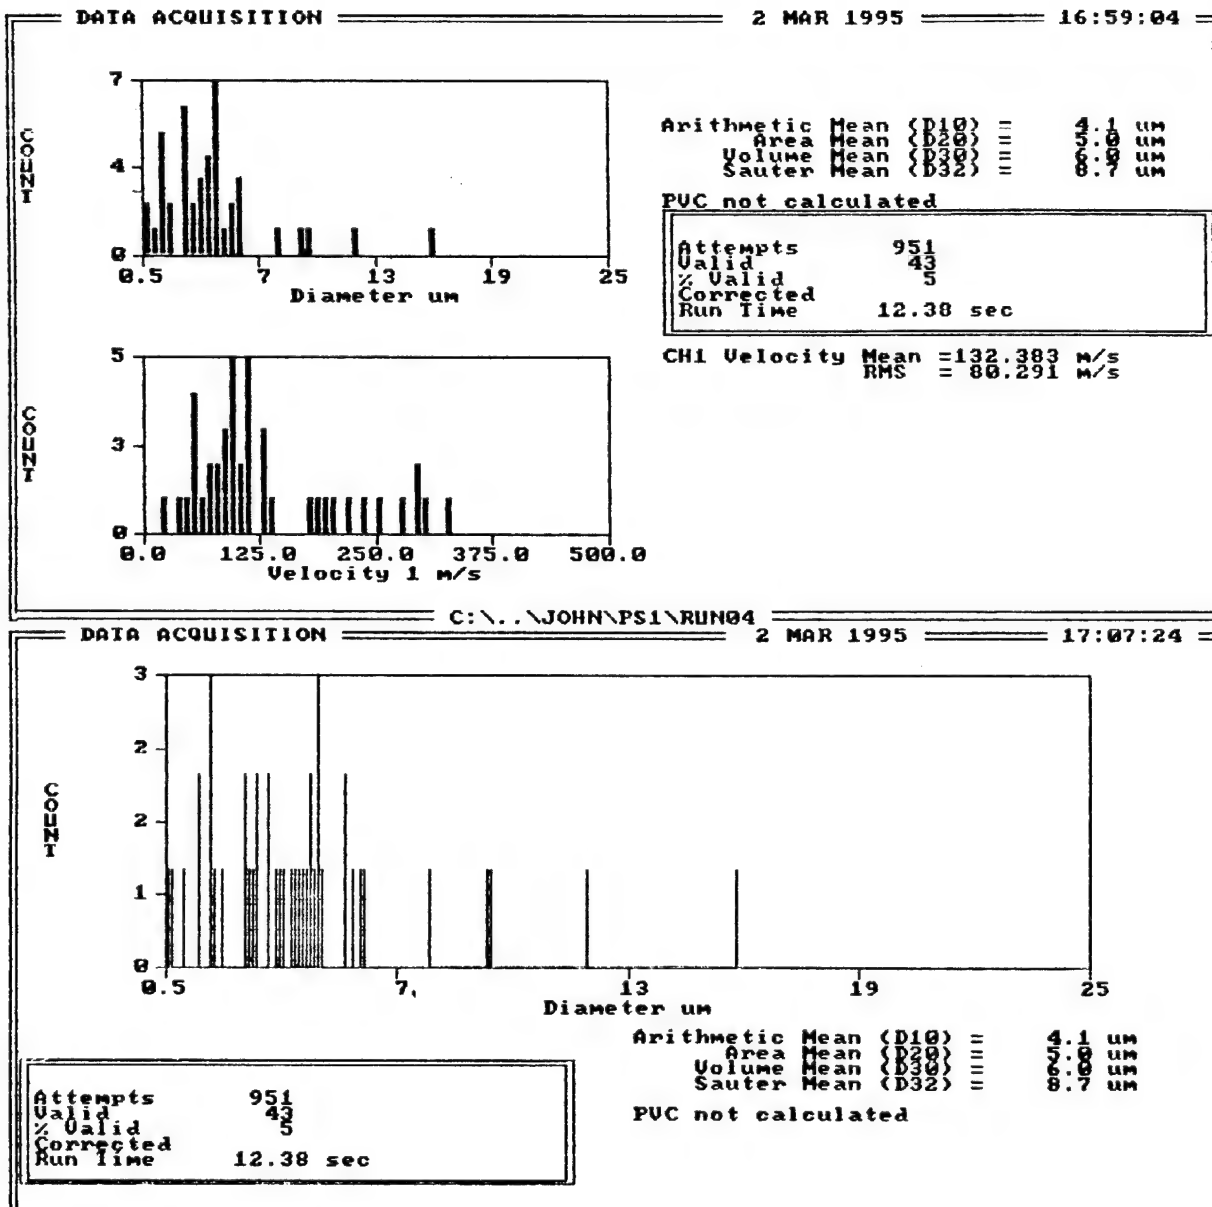 DATA ACQUISITION 2 MAR 1995 16:59:04
7
4
0
COUNT
0.5 7 13 19 25
Diameter um
Arithmetic Mean (D10) = 4.1 um
Area Mean (D20) = 5.0 um
Volume Mean (D30) = 6.0 um
Sauter Mean (D32) = 8.7 um
PVC not calculated
Attempts 951
Valid 43
% Valid 5
Corrected
Run Time 12.38 sec
5
3
0
COUNT
0.0 125.0 250.0 375.0 500.0
Velocity 1 m/s
CH1 Velocity Mean =132.383 m/s
RMS = 80.291 m/s
C:\..\JOHN\PS1\RUN04
DATA ACQUISITION 2 MAR 1995 17:07:24
3
2
2
1
0
COUNT
0.5 7 13 19 25
Diameter um
Arithmetic Mean (D10) = 4.1 um
Area Mean (D20) = 5.0 um
Volume Mean (D30) = 6.0 um
Sauter Mean (D32) = 8.7 um
PVC not calculated
Attempts 951
Valid 43
% Valid 5
Corrected
Run Time 12.38 sec